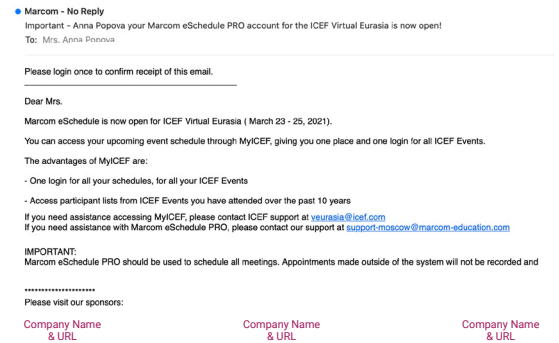 Marcom - No Reply
Important - Anna Popova your Marcom eSchedule PRO account for the ICEF Virtual Eurasia is now open!
To: Mrs. Anna Popova
Please login once to confirm receipt of this email.
Dear Mrs.
Marcom eSchedule is now open for ICEF Virtual Eurasia ( March 23 - 25, 2021).
You can access your upcoming event schedule through MyICEF, giving you one place and one login for all ICEF Events.
The advantages of MyICEF are:
- One login for all your schedules, for all your ICEF Events
- Access participant lists from ICEF Events you have attended over the past 10 years
If you need assistance accessing MyICEF, please contact ICEF support at veurasia@icef.com
If you need assistance with Marcom eSchedule PRO, please contact our support at support-moscow@marcom-education.com
IMPORTANT:
Marcom eSchedule PRO should be used to schedule all meetings. Appointments made outside of the system will not be recorded and
*********************
Please visit our sponsors:
Company Name Company Name Company Name
& URL & URL & URL